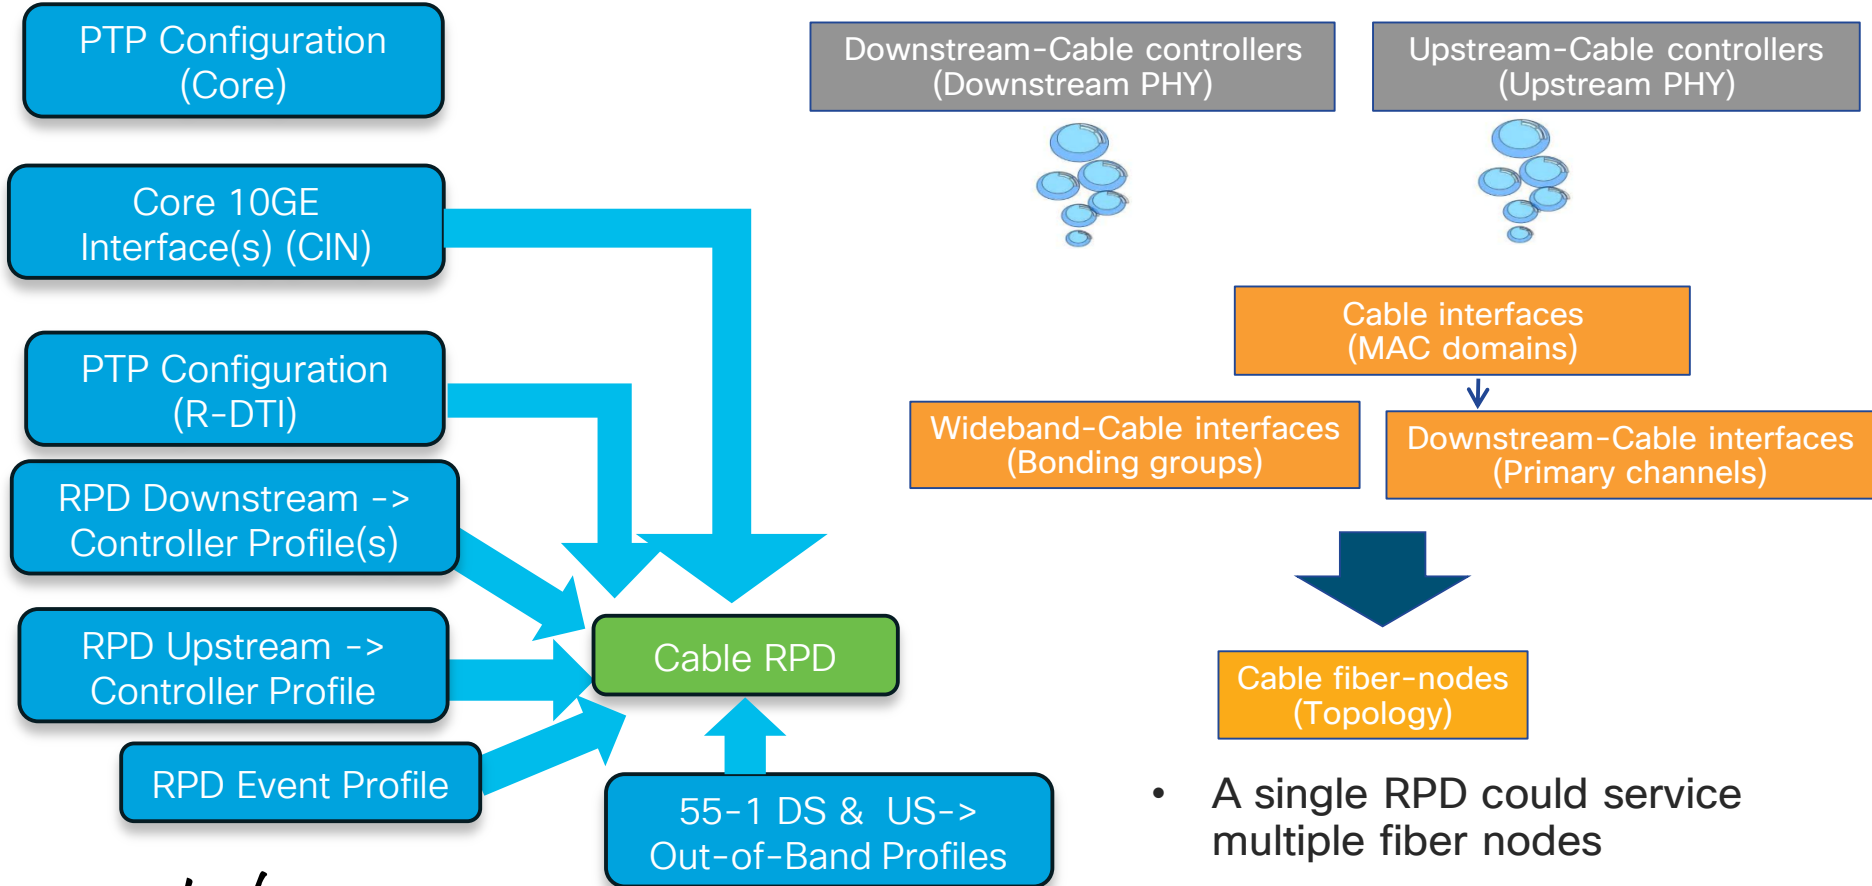 PTP Configuration
(Core)
Core 10GE
Interface(s) (CIN)
PTP Configuration
(R-DTI)
RPD Downstream ->
Controller Profile(s)
RPD Upstream ->
Controller Profile
RPD Event Profile
55-1 DS & US->
Out-of-Band Profiles
Cable RPD
Downstream-Cable controllers
(Downstream PHY)
Upstream-Cable controllers
(Upstream PHY)
Cable interfaces
(MAC domains)
Wideband-Cable interfaces
(Bonding groups)
Downstream-Cable interfaces
(Primary channels)
Cable fiber-nodes
(Topology)
• A single RPD could service
multiple fiber nodes